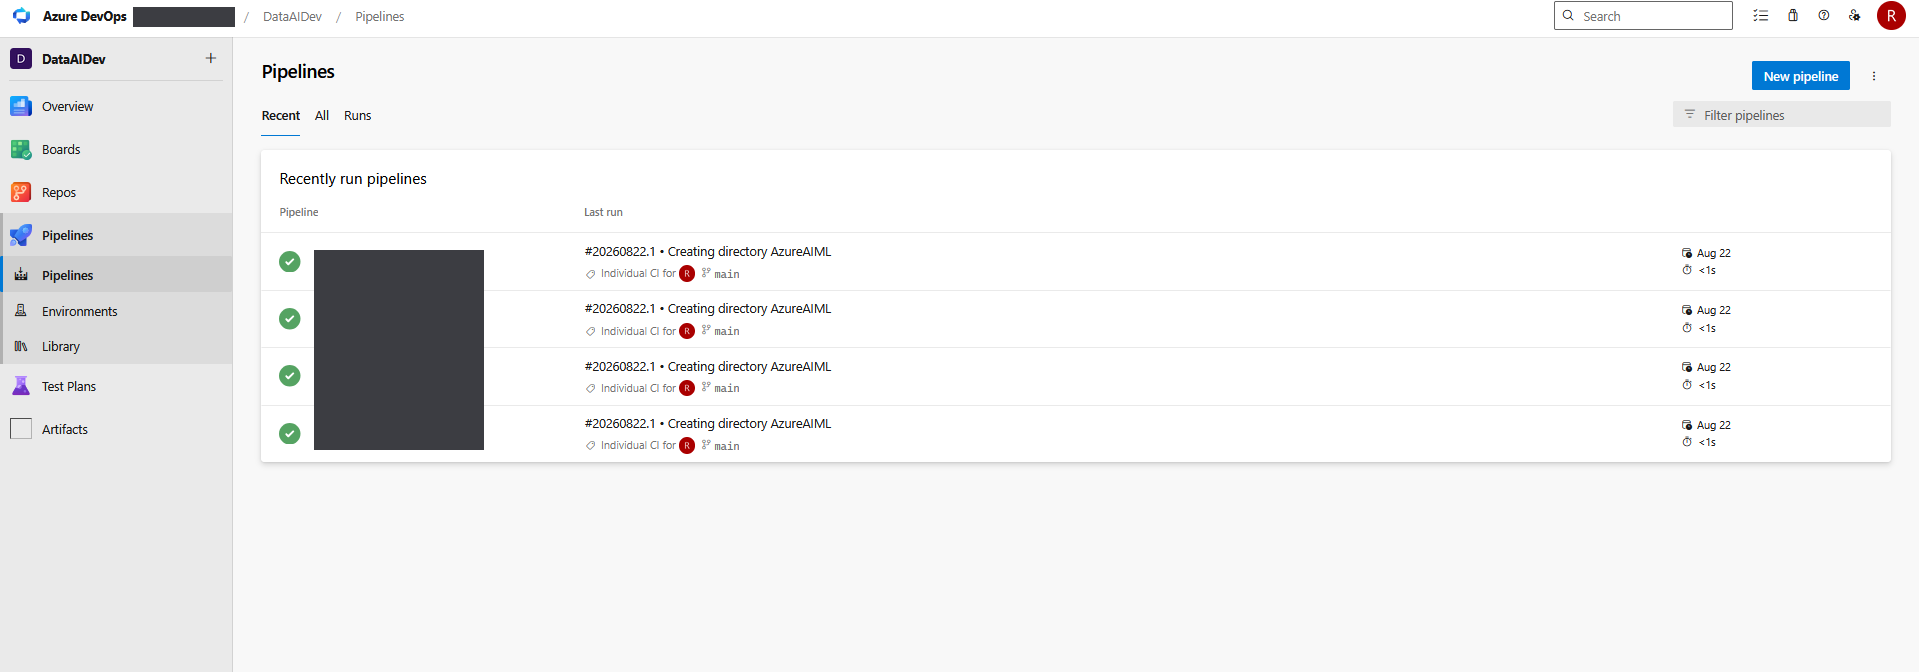 Azure DevOps / DataAIDev / Pipelines
Search
R
D DataAIDev +
Overview
Boards
Repos
Pipelines
Pipelines
Environments
Library
Test Plans
Artifacts
Pipelines
New pipeline
Recent All Runs
Filter pipelines
Recently run pipelines
Pipeline Last run
#20260822.1 • Creating directory AzureAIML
Individual CI for R main
Aug 22
<1s
#20260822.1 • Creating directory AzureAIML
Individual CI for R main
Aug 22
<1s
#20260822.1 • Creating directory AzureAIML
Individual CI for R main
Aug 22
<1s
#20260822.1 • Creating directory AzureAIML
Individual CI for R main
Aug 22
<1s